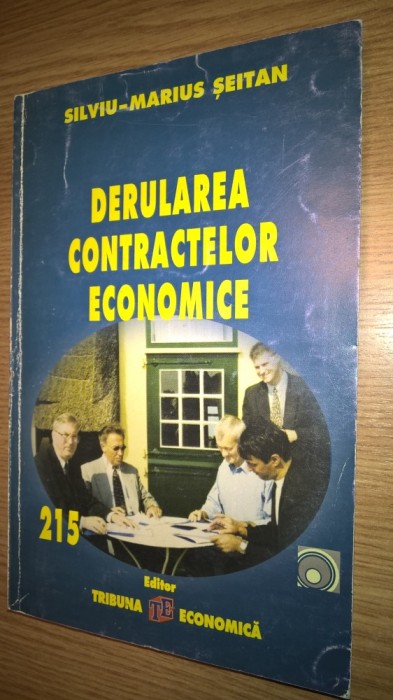 SILVIU-MARIUS ȘEITAN
DERULAREA
CONTRACTELOR
ECONOMICE
215
Editor
TRIBUNA TE ECONOMICĂ